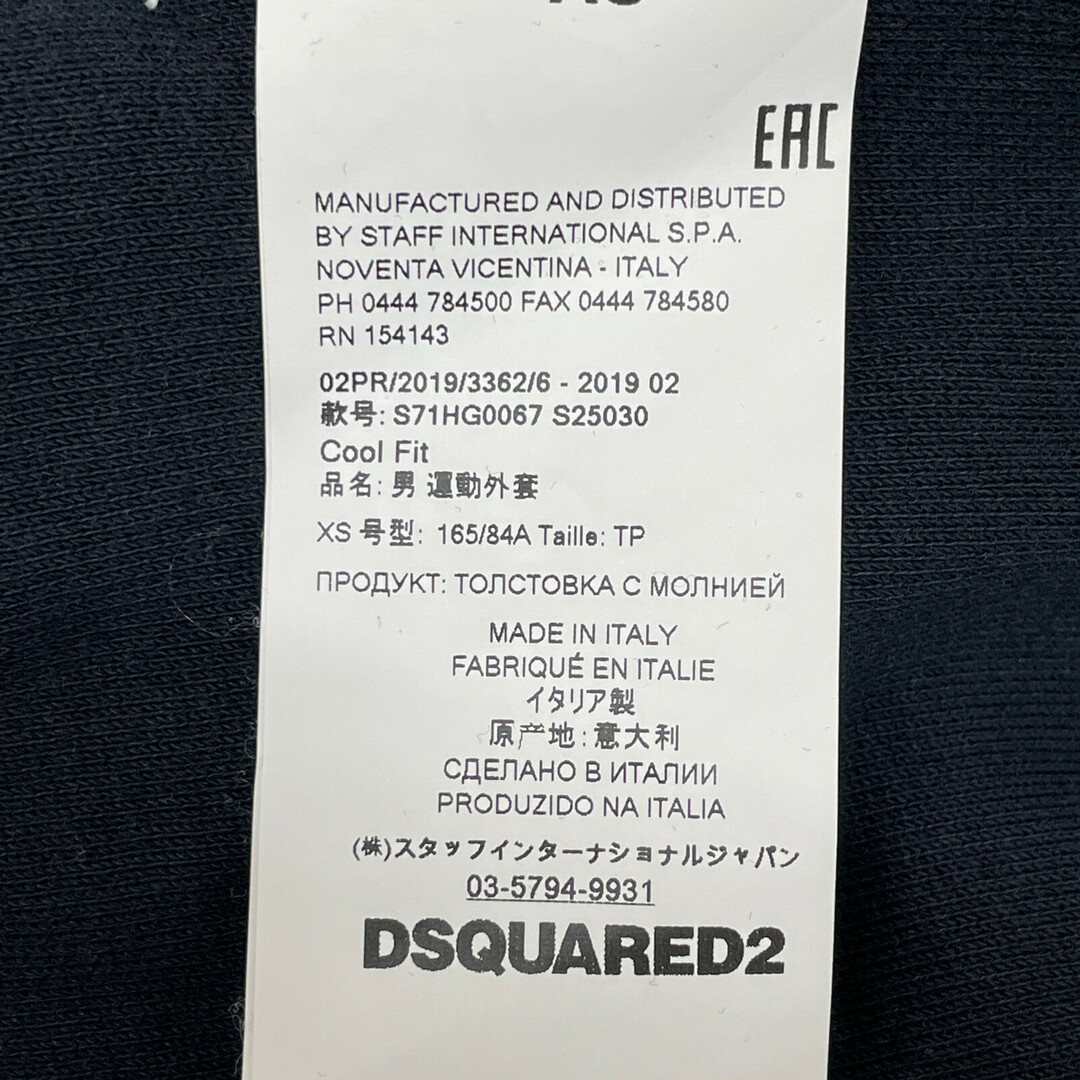 XS
EAC
MANUFACTURED AND DISTRIBUTED
BY STAFF INTERNATIONAL S.P.A.
NOVENTA VICENTINA - ITALY
PH 0444 784500 FAX 0444 784580
RN 154143
02PR/2019/3362/6 - 2019 02
款号: S71HG0067 S25030
Cool Fit
品名: 男 運動外套
XS 号型: 165/84A Taille: TP
ПРОДУКТ: ТОЛСТОВКА С МОЛНИЕЙ
MADE IN ITALY
FABRIQUÉ EN ITALIE
イタリア製
原产地: 意大利
СДЕЛАНО В ИТАЛИИ
PRODUZIDO NA ITALIA
(株)スタッフインターナショナルジャパン
03-5794-9931
DSQUARED2